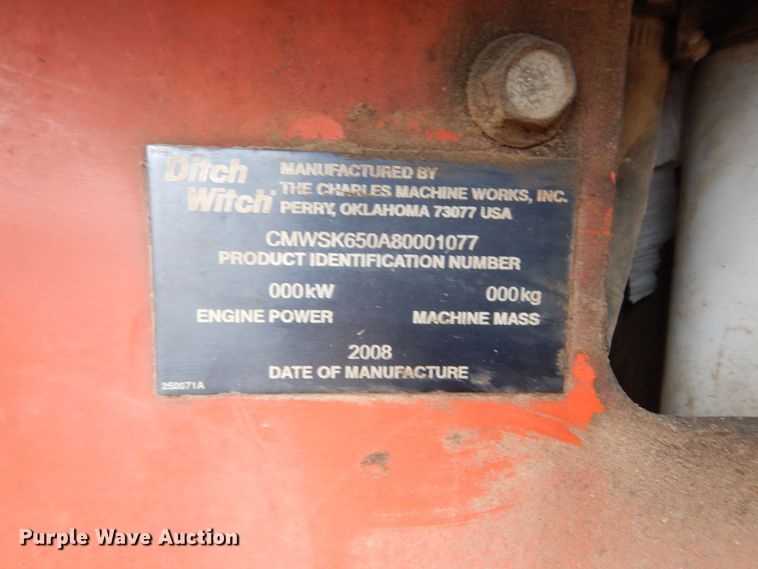 Ditch
Witch®
MANUFACTURED BY
THE CHARLES MACHINE WORKS, INC.
PERRY, OKLAHOMA 73077 USA
CMWSK650A80001077
PRODUCT IDENTIFICATION NUMBER
000kW 000kg
ENGINE POWER MACHINE MASS
2008
DATE OF MANUFACTURE
250071A
Purple Wave Auction